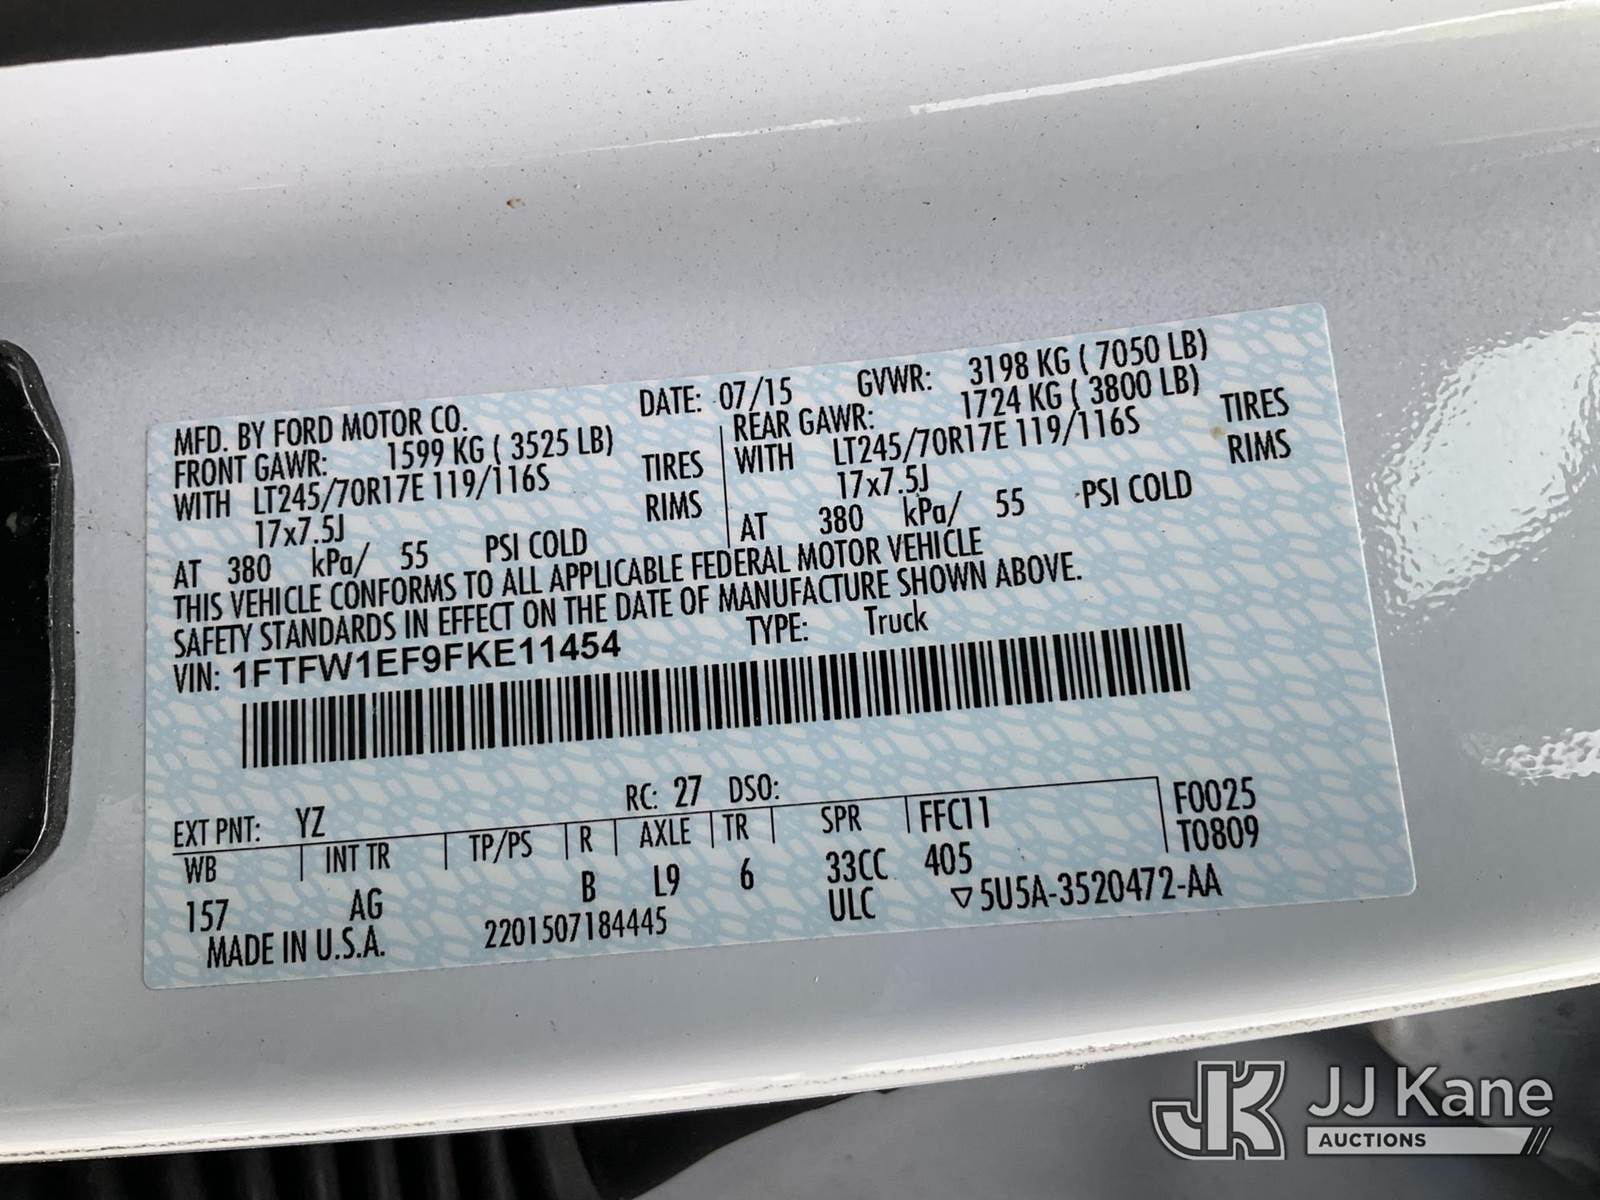 MFD. BY FORD MOTOR CO. DATE: 07/15 GVWR: 3198 KG ( 7050 LB)
FRONT GAWR: 1599 KG ( 3525 LB) REAR GAWR: 1724 KG ( 3800 LB)
WITH LT245/70R17E 119/116S TIRES WITH LT245/70R17E 119/116S TIRES
17x7.5J RIMS 17x7.5J RIMS
AT 380 kPa/ 55 PSI COLD AT 380 kPa/ 55 PSI COLD
THIS VEHICLE CONFORMS TO ALL APPLICABLE FEDERAL MOTOR VEHICLE
SAFETY STANDARDS IN EFFECT ON THE DATE OF MANUFACTURE SHOWN ABOVE.
VIN: 1FTFW1EF9FKE11454 TYPE: Truck
EXT PNT: YZ RC: 27 DSO: F0025
WB INT TR TP/PS R AXLE TR SPR FFC11 T0809
157 AG B L9 6 33CC 405
MADE IN U.S.A. 2201507184445 ULC ▽5U5A-3520472-AA
JK JJ Kane
AUCTIONS